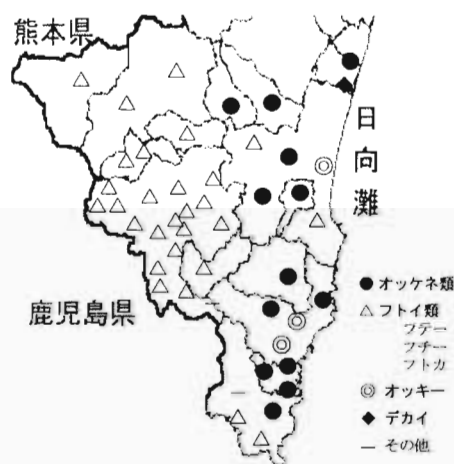 熊本県
日向灘
鹿児島県
● オッケネ類
△ フトイ類
フテー
フチー
フトカ
◎ オッキー
◆ デカイ
― その他